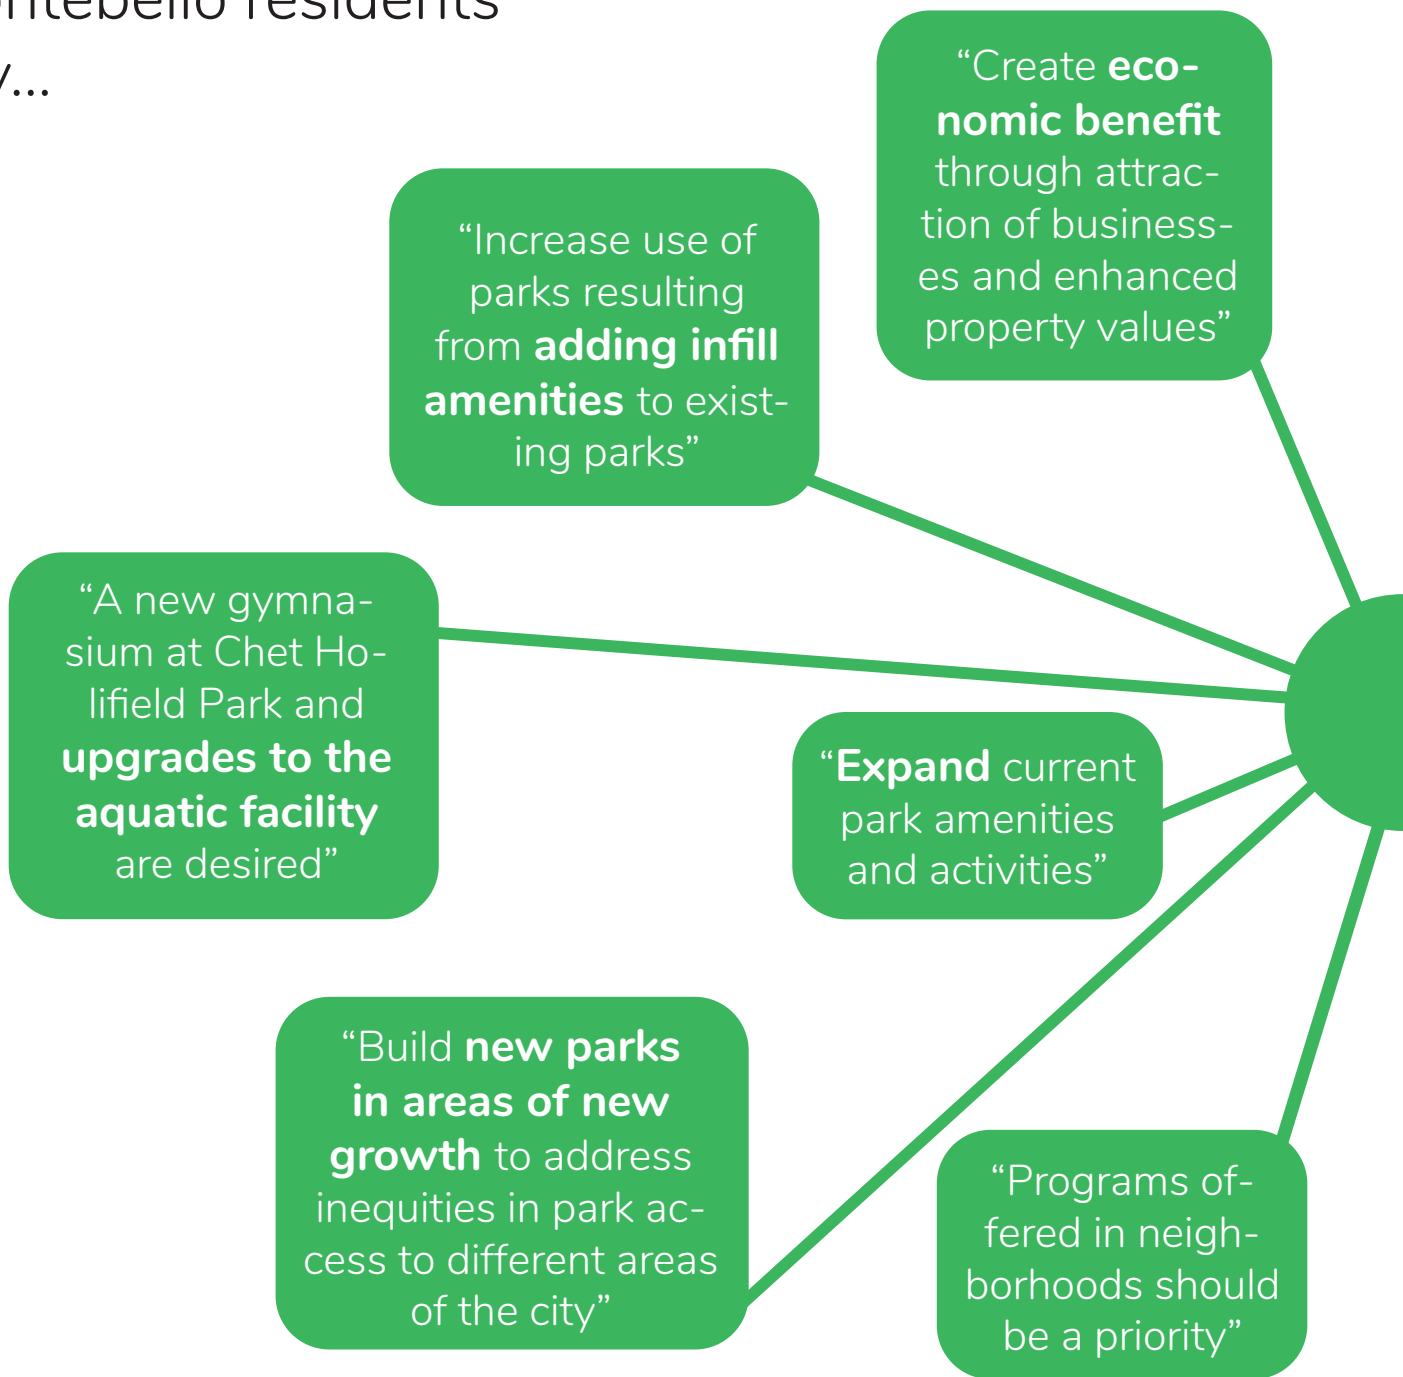 ntebello residents
y...
“Create eco-
nomic benefit
through attrac-
tion of business-
es and enhanced
property values”
“Increase use of
parks resulting
from adding infill
amenities to exist-
ing parks”
“A new gymna-
sium at Chet Ho-
lifield Park and
upgrades to the
aquatic facility
are desired”
“Expand current
park amenities
and activities”
“Build new parks
in areas of new
growth to address
inequities in park ac-
cess to different areas
of the city”
“Programs of-
fered in neigh-
borhoods should
be a priority”